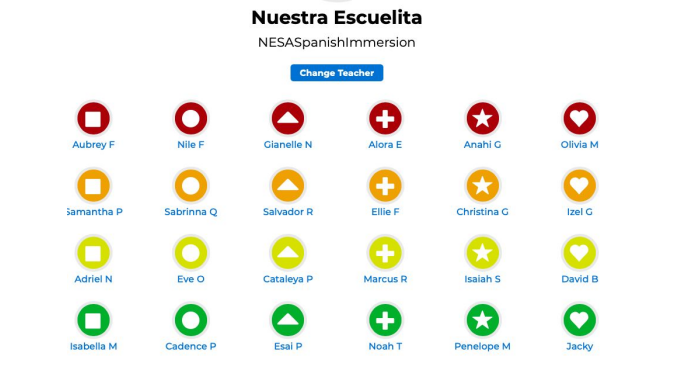 Nuestra Escuelita
NESASpanishImmersion
Change Teacher
Aubrey F Nile F Gianelle N Alora E Anahi G Olivia M
Samantha P Sabrinna Q Salvador R Ellie F Christina G Izel G
Adriel N Eve O Cataleya P Marcus R Isaiah S David B
Isabella M Cadence P Esai P Noah T Penelope M Jacky